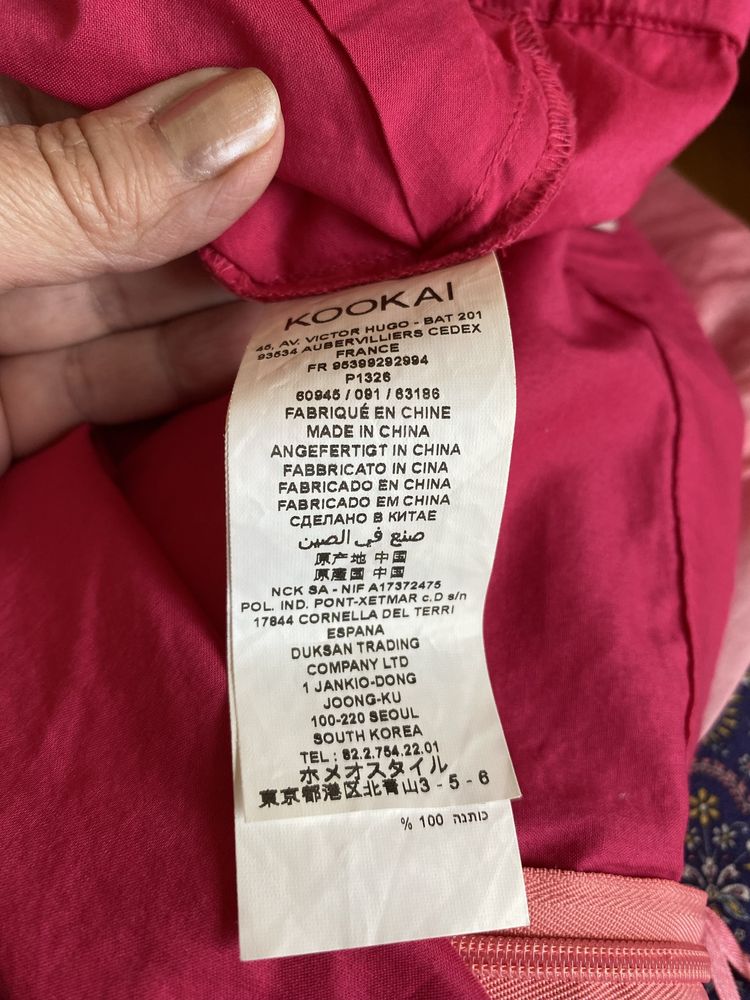 KOOKAI
45, AV. VICTOR HUGO - BAT 201
93534 AUBERVILLIERS CEDEX
FRANCE
FR 95399292994
P1326
60945 / 091 / 63186
FABRIQUÉ EN CHINE
MADE IN CHINA
ANGEFERTIGT IN CHINA
FABBRICATO IN CINA
FABRICADO EN CHINA
FABRICADO EM CHINA
СДЕЛАНО В КИТАЕ
صنع في الصين
原产地 中国
原產國 中國
NCK SA - NIF A17372475
POL. IND. PONT-XETMAR c.D s/n
17844 CORNELLA DEL TERRI
ESPANA
DUKSAN TRADING
COMPANY LTD
1 JANKIO-DONG
JOONG-KU
100-220 SEOUL
SOUTH KOREA
TEL : 82.2.754.22.01
ホメオスタイル
東京都港区北青山3 - 5 - 6
כותנה 100 %